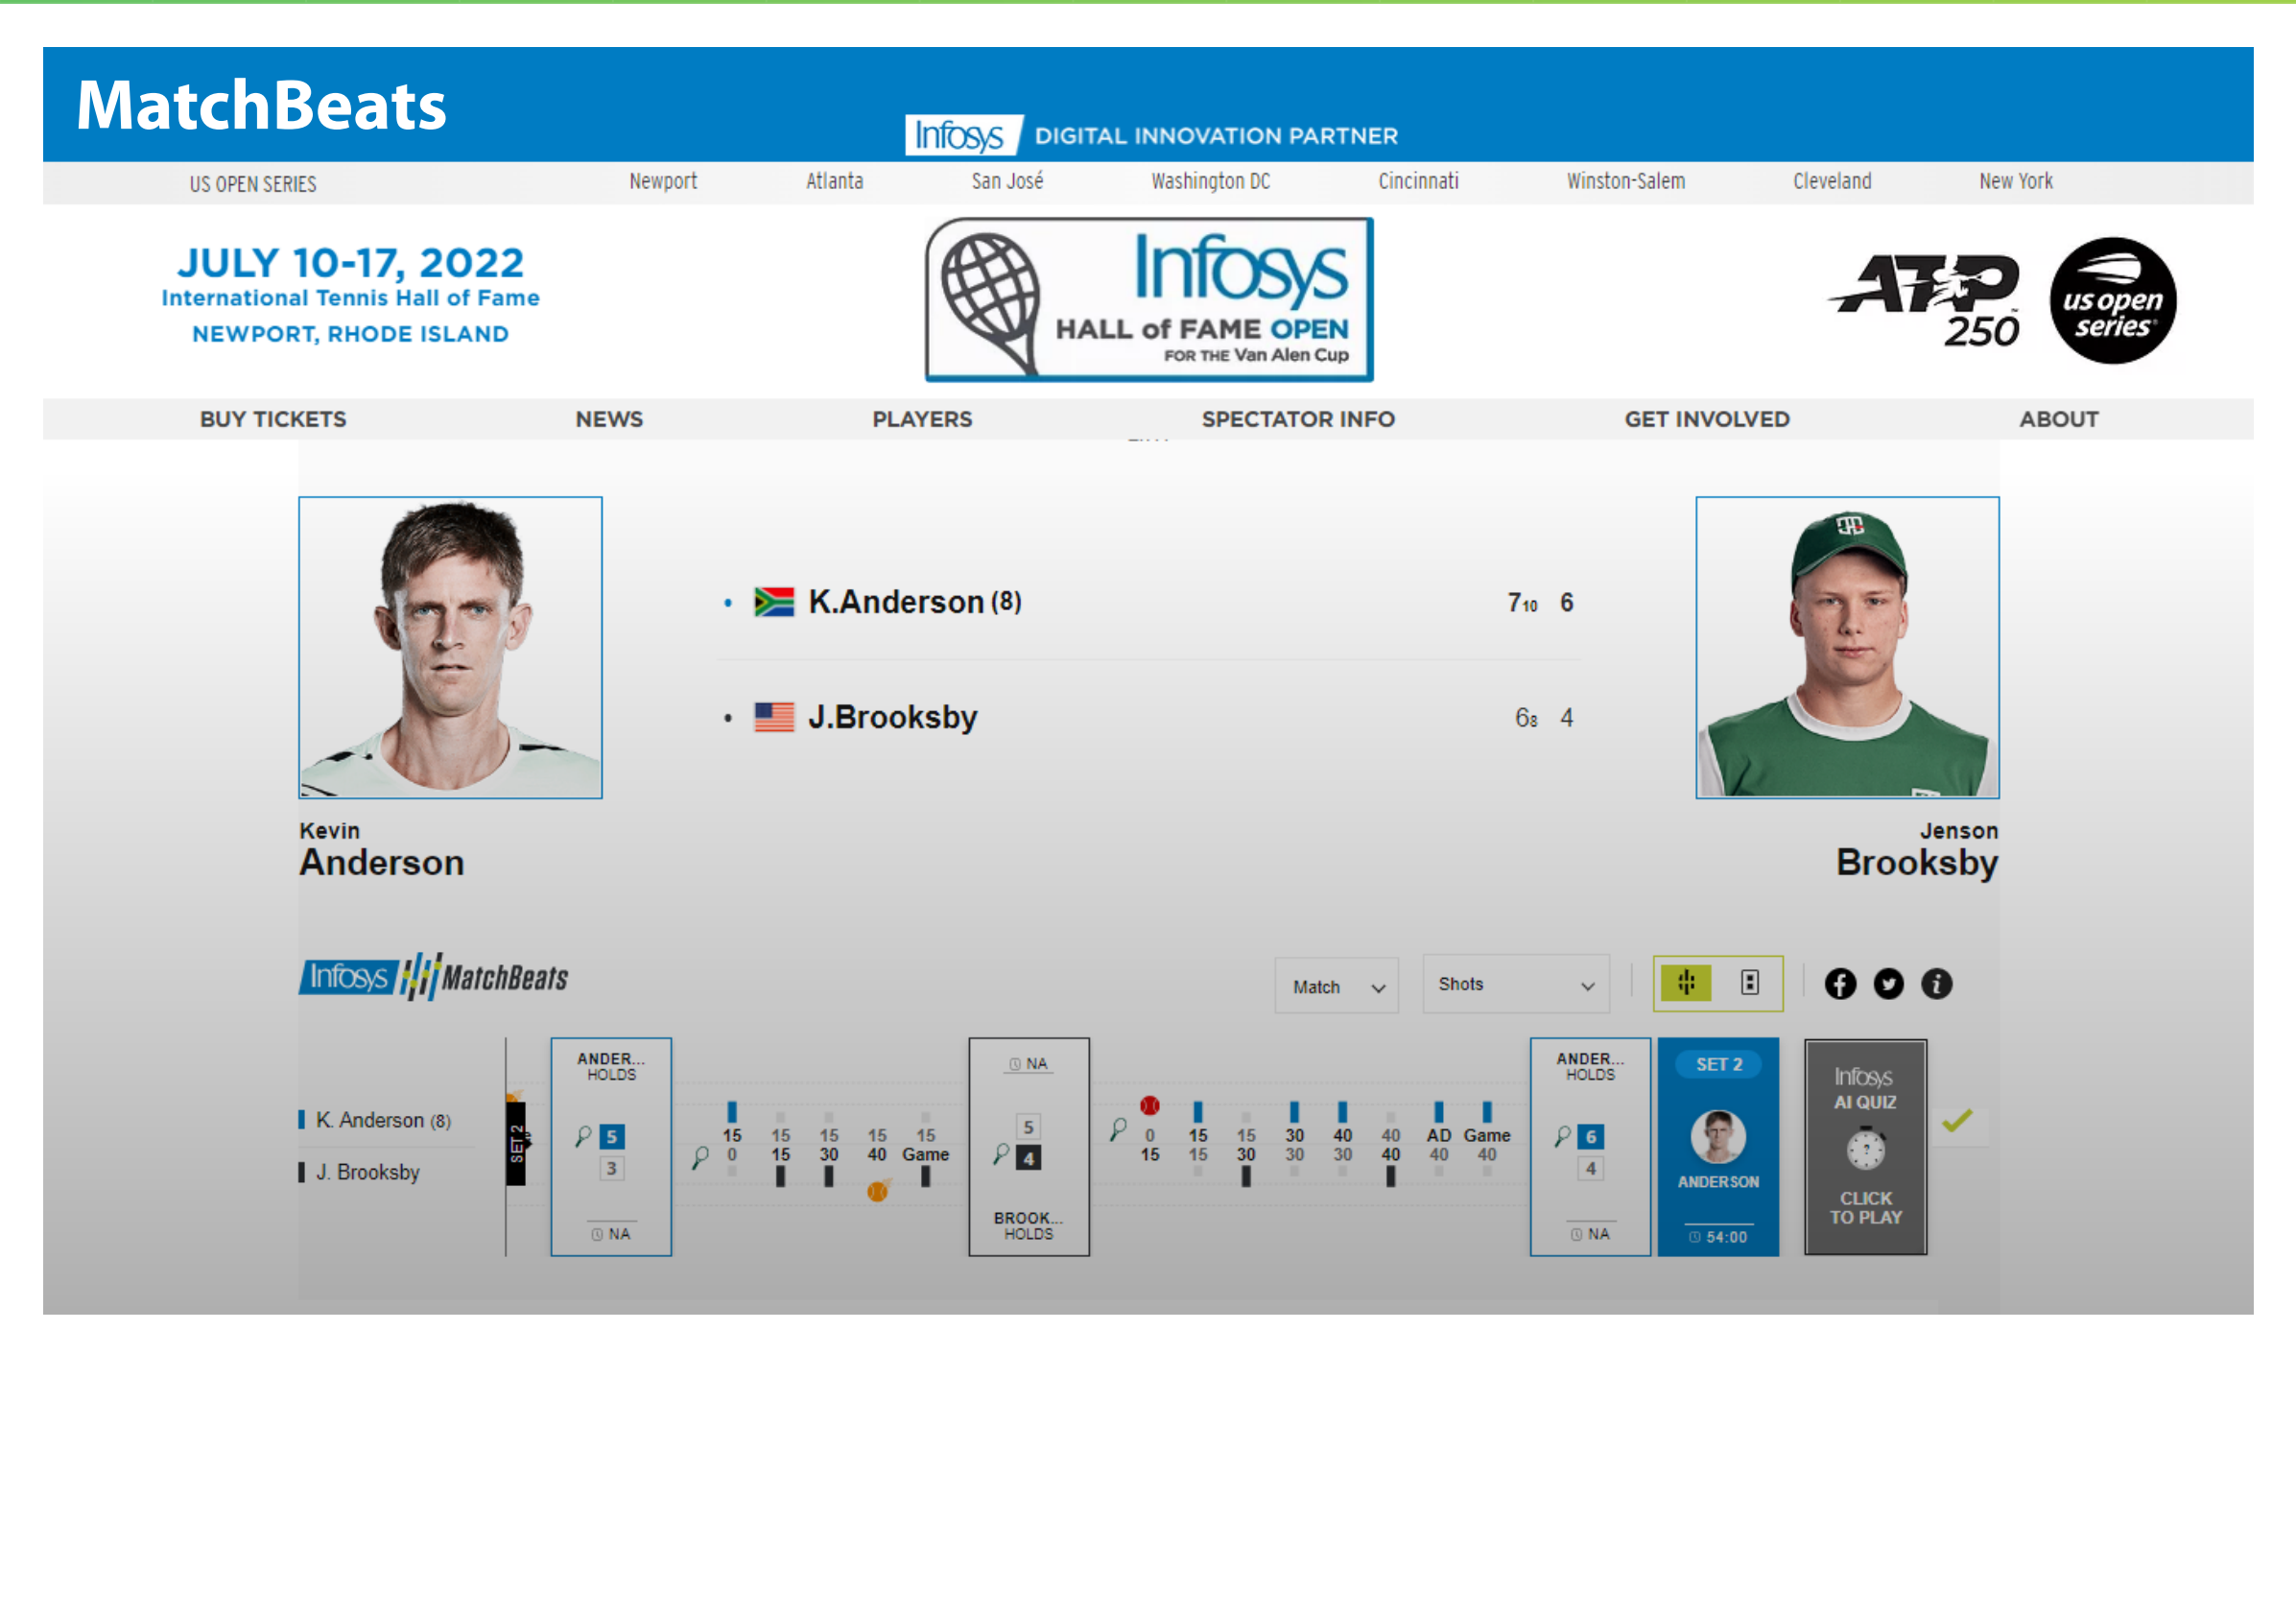 MatchBeats
Infosys DIGITAL INNOVATION PARTNER
US OPEN SERIES Newport Atlanta San José Washington DC Cincinnati Winston-Salem Cleveland New York
JULY 10-17, 2022
International Tennis Hall of Fame
NEWPORT, RHODE ISLAND
Infosys
HALL of FAME OPEN
FOR THE Van Alen Cup
ATP
250
us open
series
BUY TICKETS NEWS PLAYERS SPECTATOR INFO GET INVOLVED ABOUT
K.Anderson (8) 7 10 6
J.Brooksby 6 8 4
Kevin
Anderson
Jenson
Brooksby
Infosys MatchBeats
Match Shots
K. Anderson (8)
J. Brooksby
SET 2
ANDER...
HOLDS
5
3
NA
15 15 15 15 15
0 15 30 40 Game
NA
5
4
BROOK...
HOLDS
0 15 15 30 40 40 AD Game
15 15 30 30 30 40 40 40
ANDER...
HOLDS
6
4
NA
SET 2
ANDERSON
54:00
Infosys
AI QUIZ
?
CLICK
TO PLAY